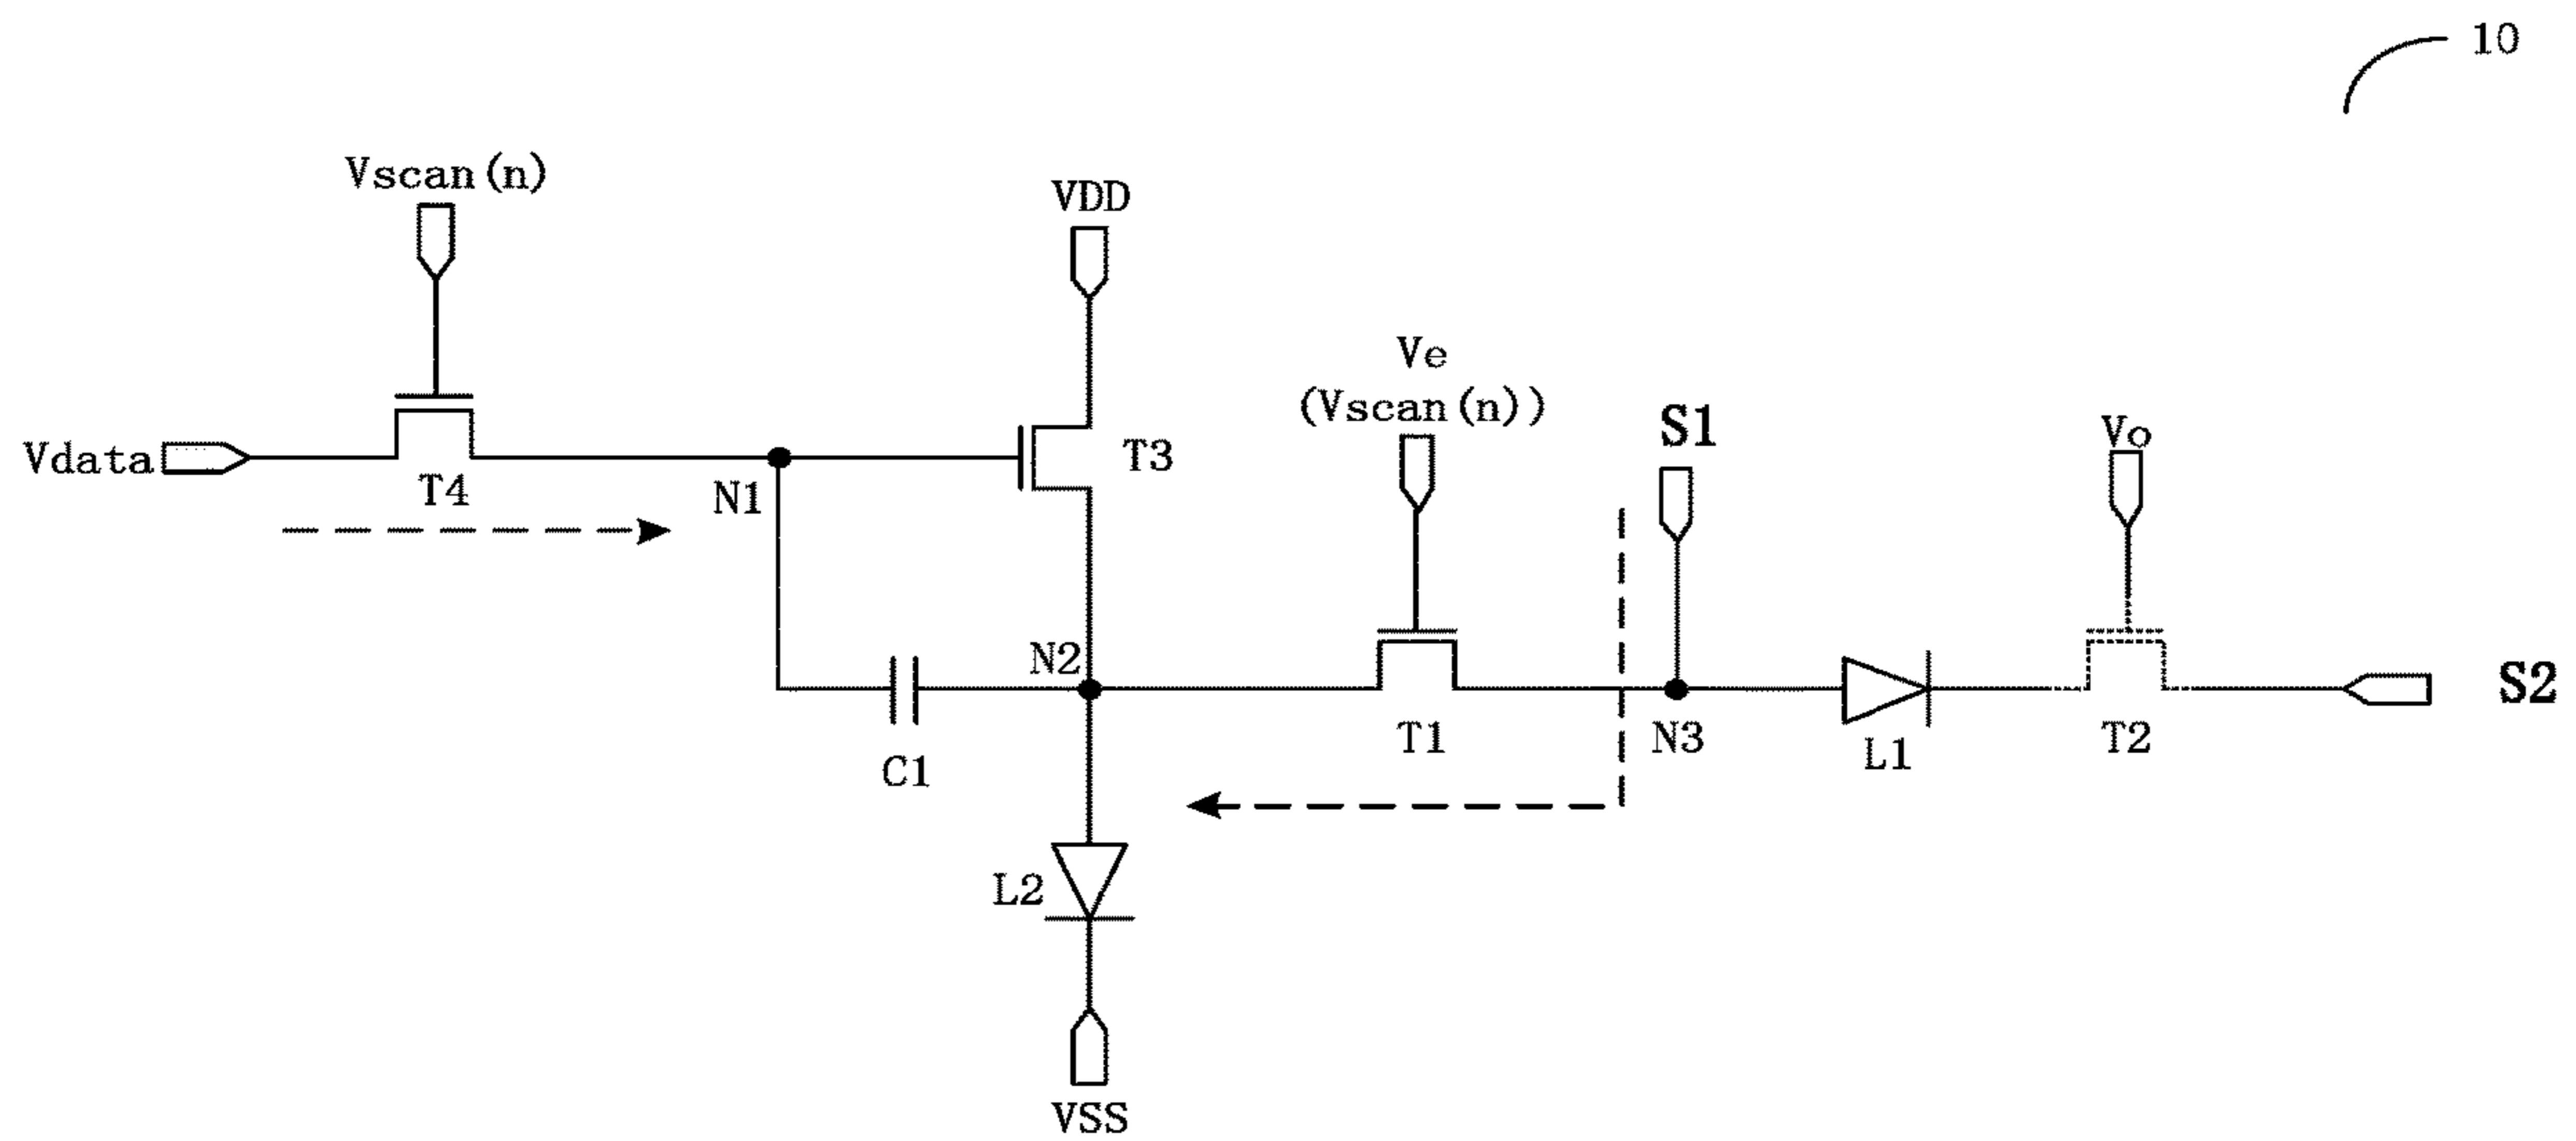 10
Vscan(n)
VDD
Ve
(Vscan(n))
S1
Vo
Vdata
T4
N1
T3
N2
C1
T1
N3
L1
T2
S2
L2
VSS